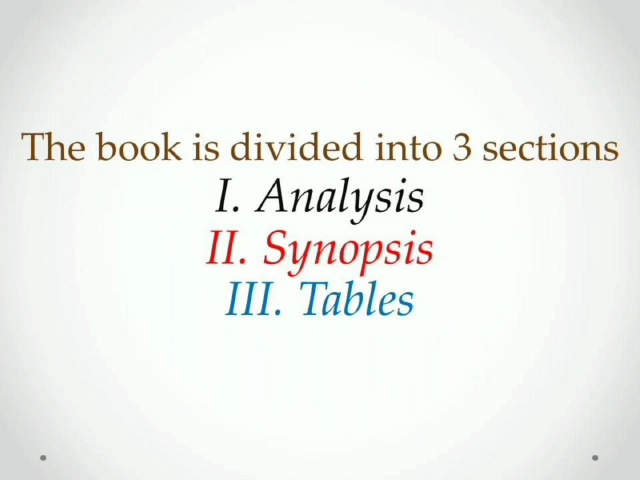 The book is divided into 3 sections
I. Analysis
II. Synopsis
III. Tables